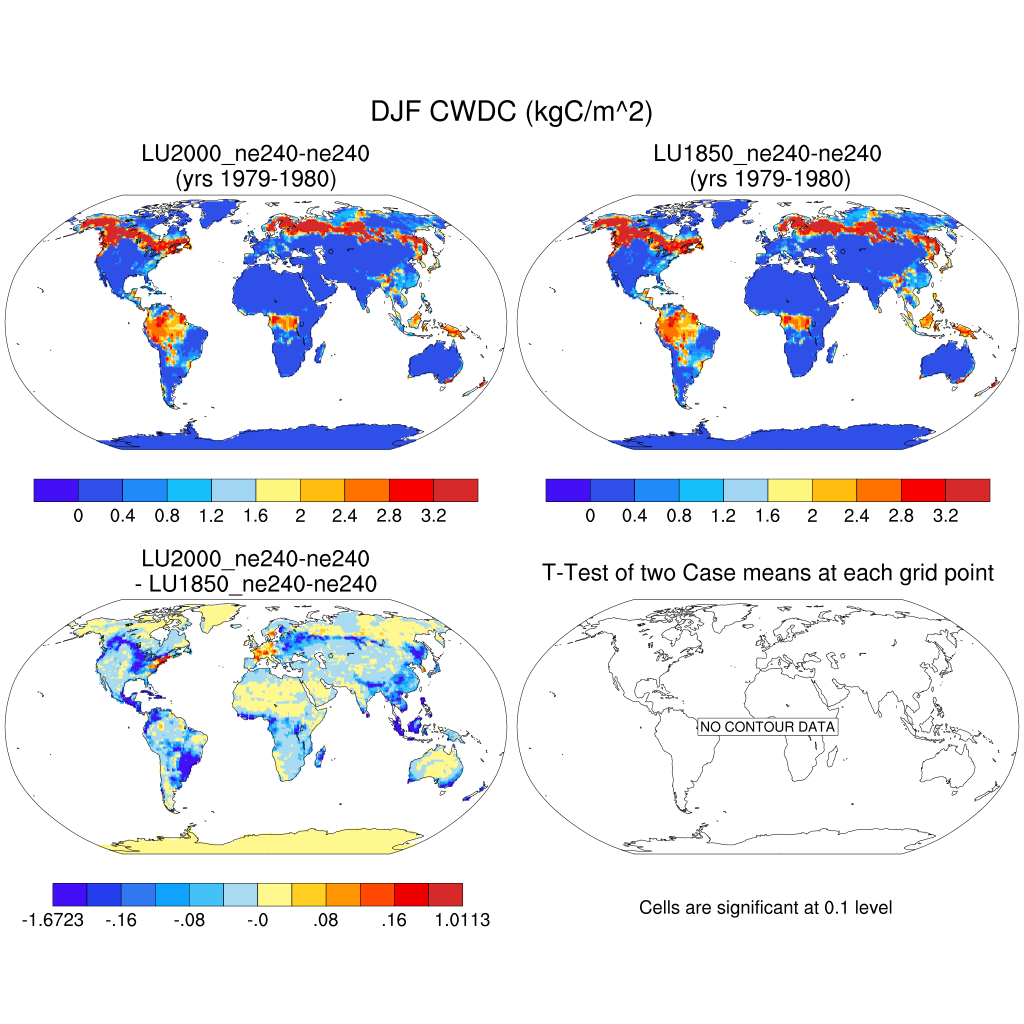 DJF CWDC (kgC/m^2)
LU2000_ne240-ne240
(yrs 1979-1980)
LU1850_ne240-ne240
(yrs 1979-1980)
0 0.4 0.8 1.2 1.6 2 2.4 2.8 3.2
0 0.4 0.8 1.2 1.6 2 2.4 2.8 3.2
LU2000_ne240-ne240
- LU1850_ne240-ne240
T-Test of two Case means at each grid point
NO CONTOUR DATA
-1.6723 -.16 -.08 -.0 .08 .16 1.0113
Cells are significant at 0.1 level